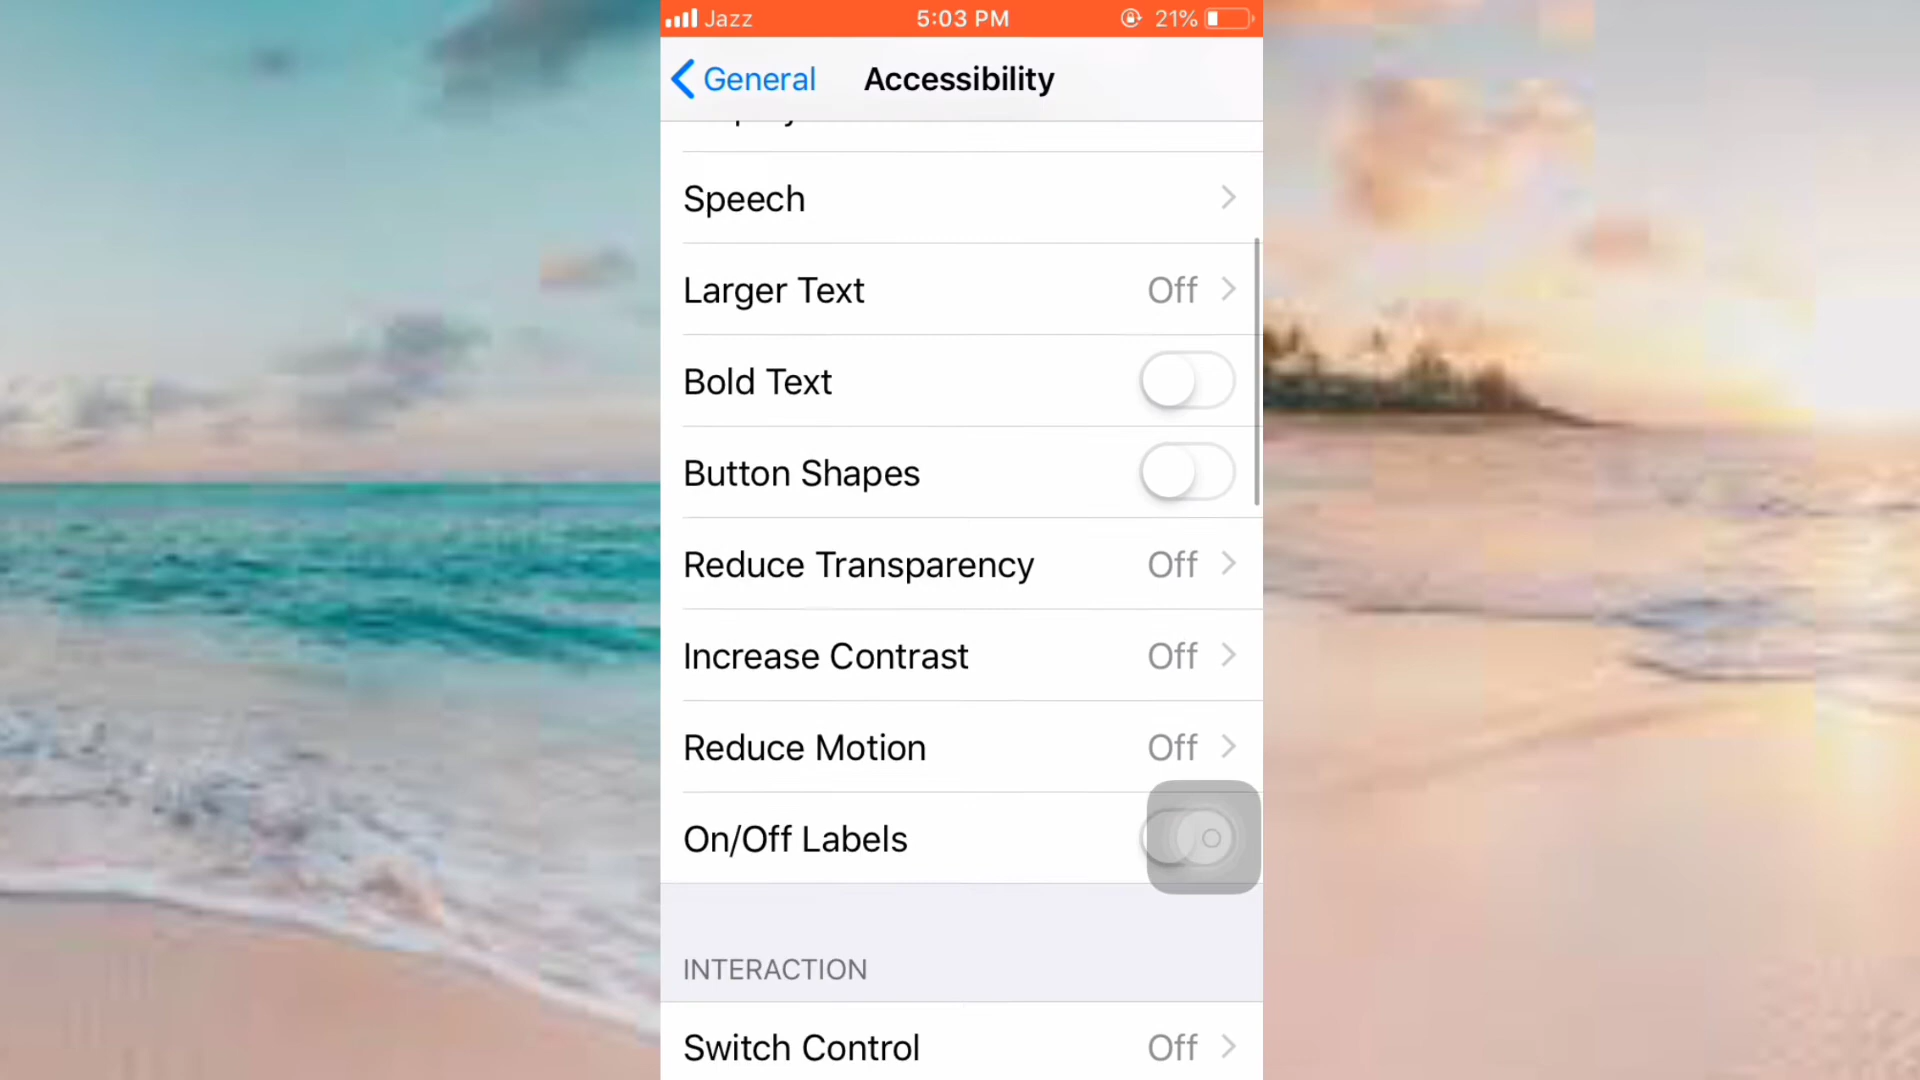 Jazz 5:03 PM 21%
General Accessibility
Speech
Larger Text Off
Bold Text
Button Shapes
Reduce Transparency Off
Increase Contrast Off
Reduce Motion Off
On/Off Labels
INTERACTION
Switch Control Off